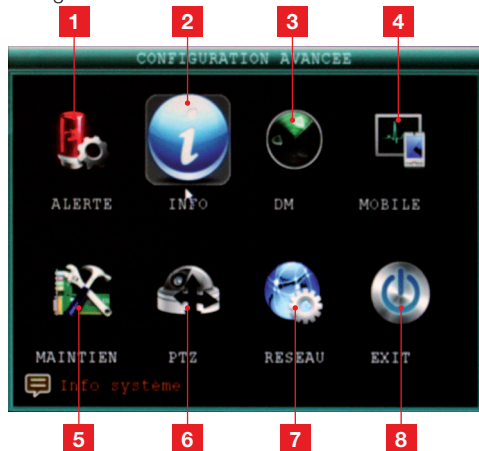 1 2 3 4
CONFIGURATION AVANCEE
ALERTE INFO DM MOBILE
MAINTIEN PTZ RESEAU EXIT
Info système
5 6 7 8